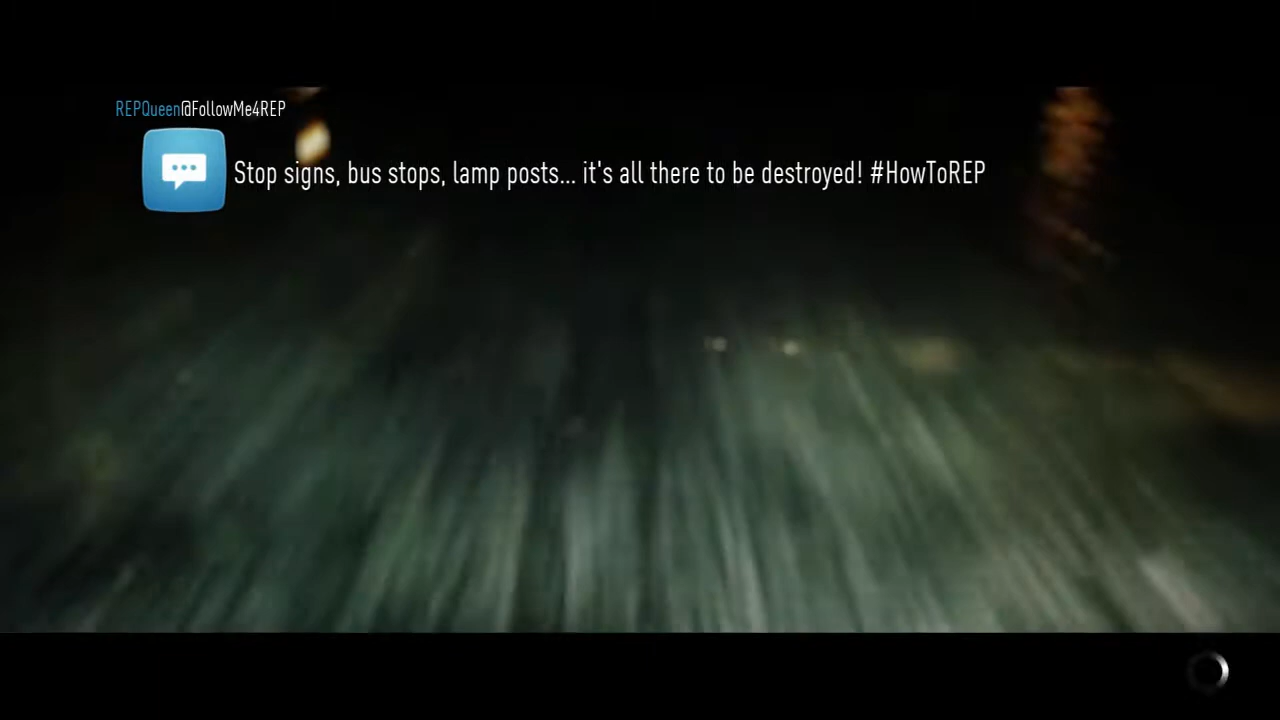 REPQueen@FollowMe4REP
Stop signs, bus stops, lamp posts... it's all there to be destroyed! #HowToREP